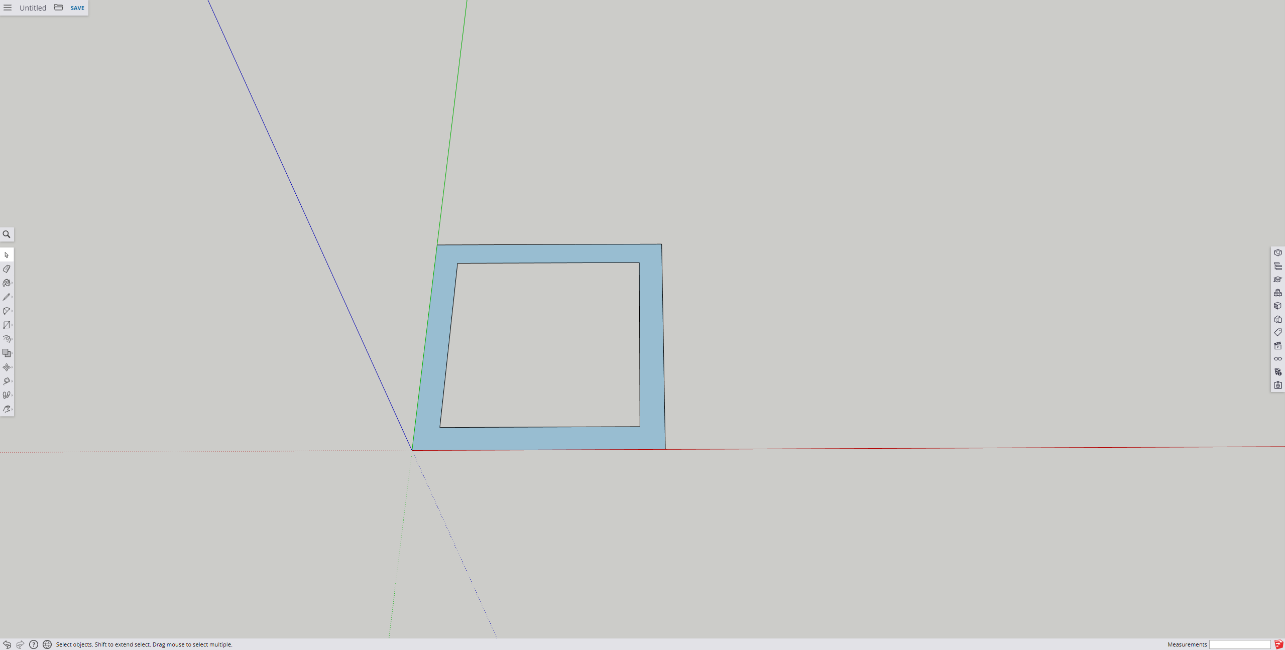 Untitled SAVE
Select objects. Shift to extend select. Drag mouse to select multiple.
Measurements